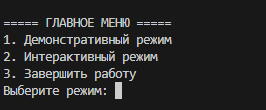 ===== ГЛАВНОЕ МЕНЮ =====
1. Демонстративный режим
2. Интерактивный режим
3. Завершить работу
Выберите режим: